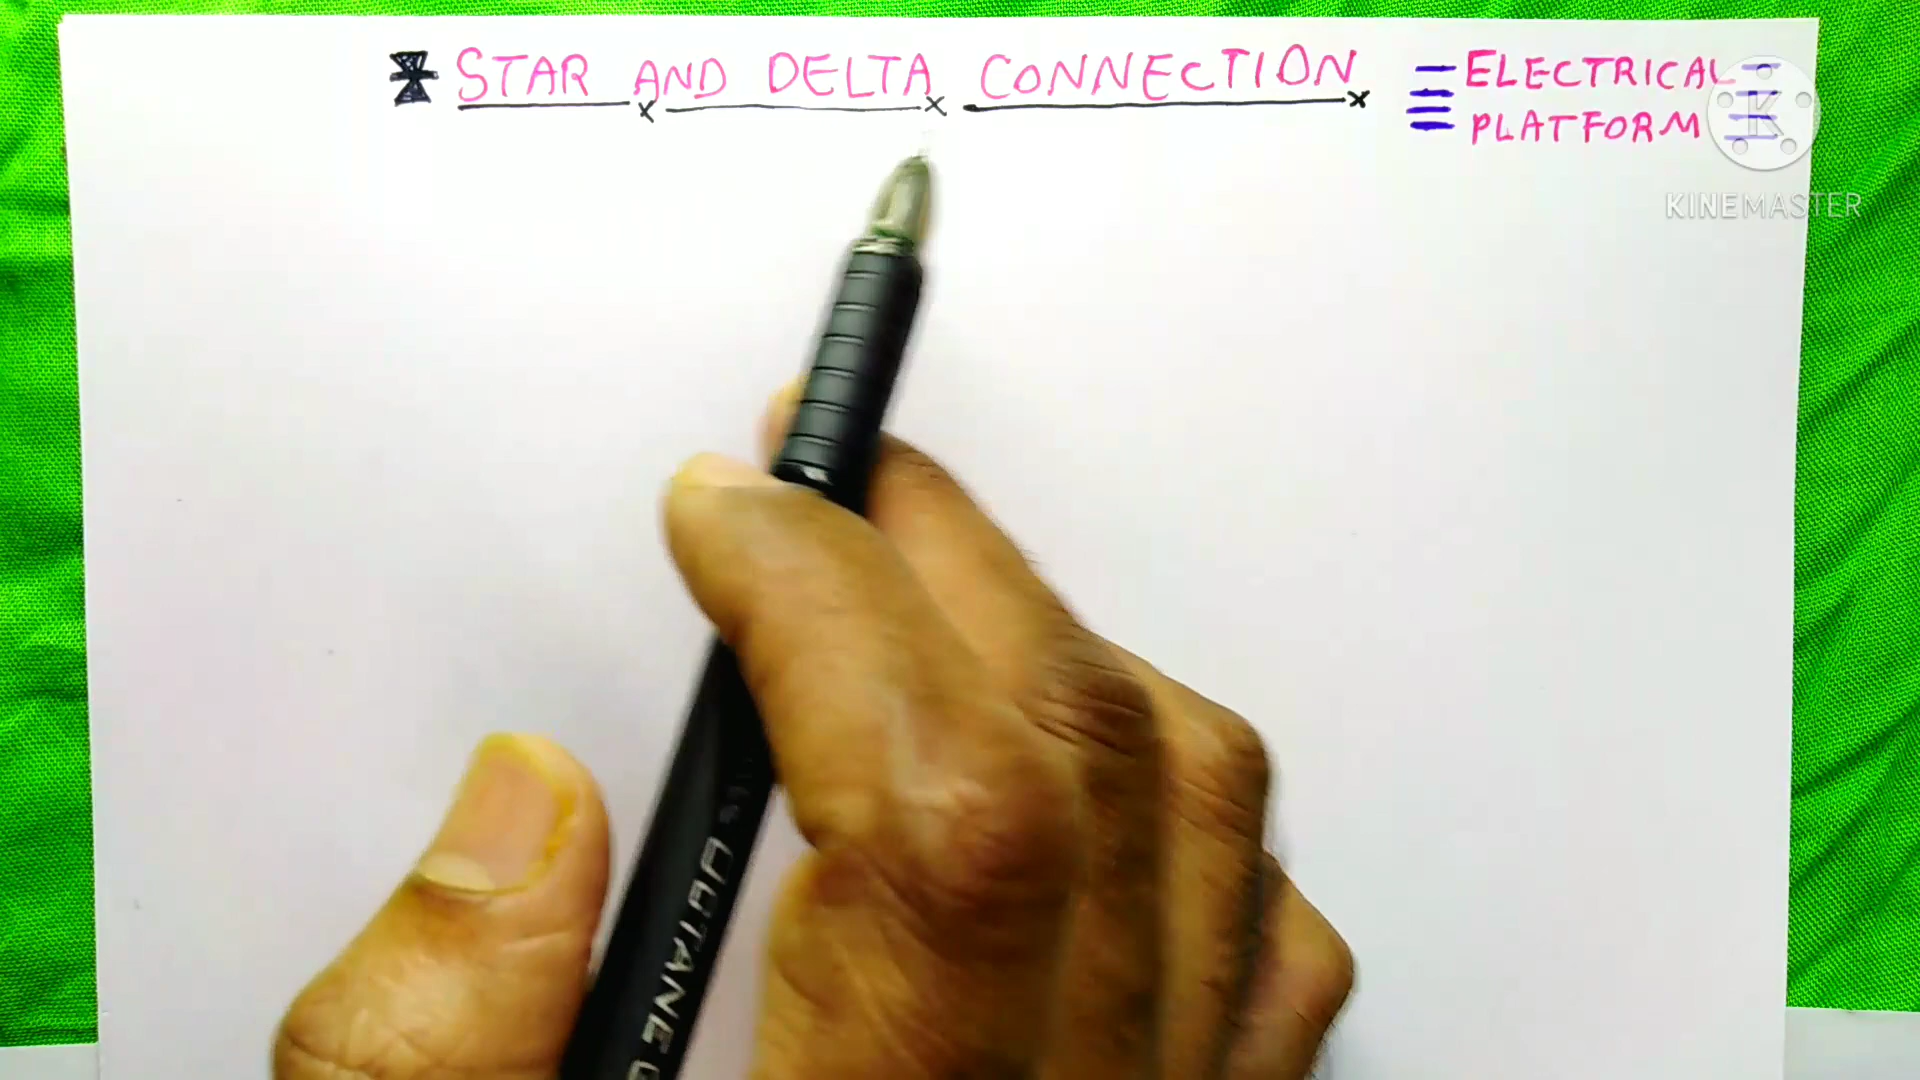 STAR AND DELTA CONNECTION
ELECTRICAL
PLATFORM
KINEMASTER